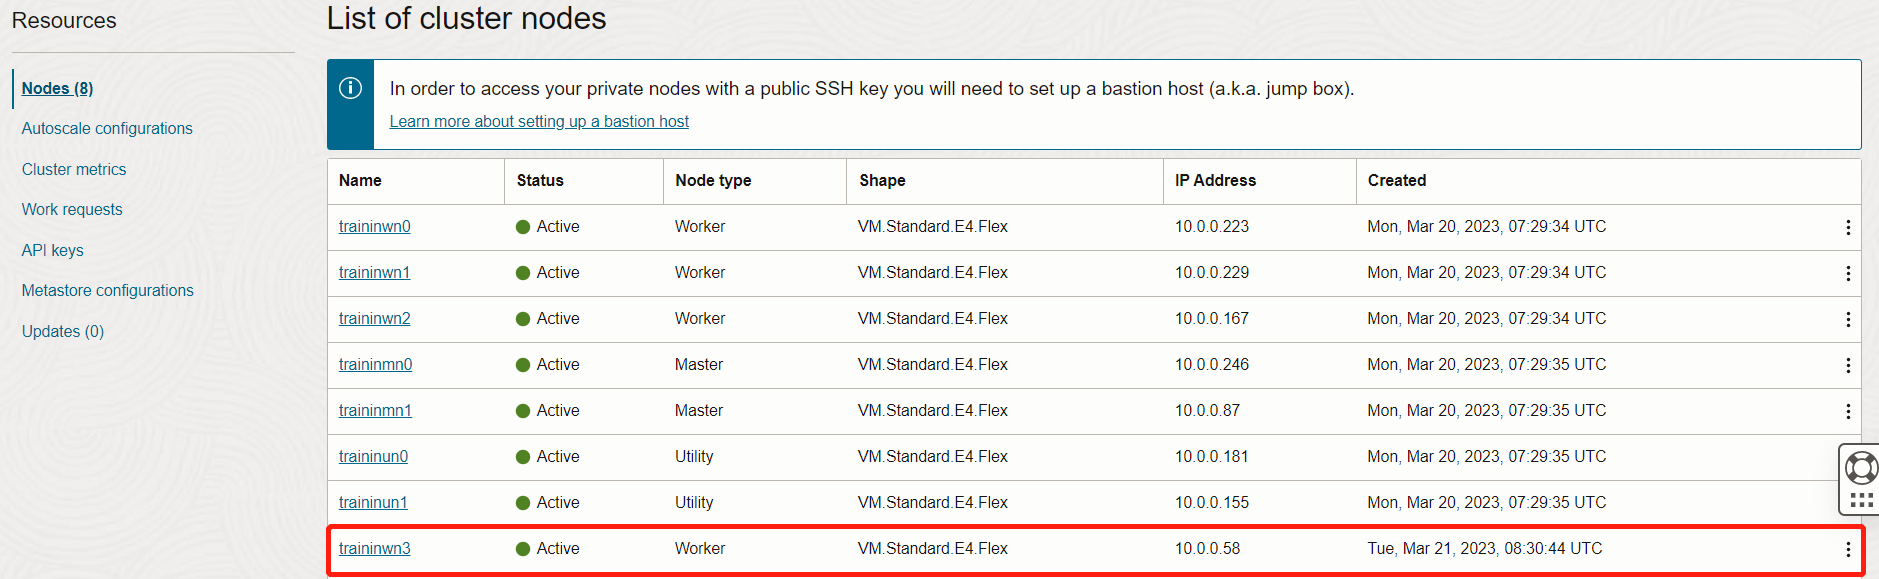 Resources
Nodes (8)
Autoscale configurations
Cluster metrics
Work requests
API keys
Metastore configurations
Updates (0)
List of cluster nodes
In order to access your private nodes with a public SSH key you will need to set up a bastion host (a.k.a. jump box).
Learn more about setting up a bastion host
Name Status Node type Shape IP Address Created
traininwn0 Active Worker VM.Standard.E4.Flex 10.0.0.223 Mon, Mar 20, 2023, 07:29:34 UTC
traininwn1 Active Worker VM.Standard.E4.Flex 10.0.0.229 Mon, Mar 20, 2023, 07:29:34 UTC
traininwn2 Active Worker VM.Standard.E4.Flex 10.0.0.167 Mon, Mar 20, 2023, 07:29:34 UTC
traininmn0 Active Master VM.Standard.E4.Flex 10.0.0.246 Mon, Mar 20, 2023, 07:29:35 UTC
traininmn1 Active Master VM.Standard.E4.Flex 10.0.0.87 Mon, Mar 20, 2023, 07:29:35 UTC
traininun0 Active Utility VM.Standard.E4.Flex 10.0.0.181 Mon, Mar 20, 2023, 07:29:35 UTC
traininun1 Active Utility VM.Standard.E4.Flex 10.0.0.155 Mon, Mar 20, 2023, 07:29:35 UTC
traininwn3 Active Worker VM.Standard.E4.Flex 10.0.0.58 Tue, Mar 21, 2023, 08:30:44 UTC